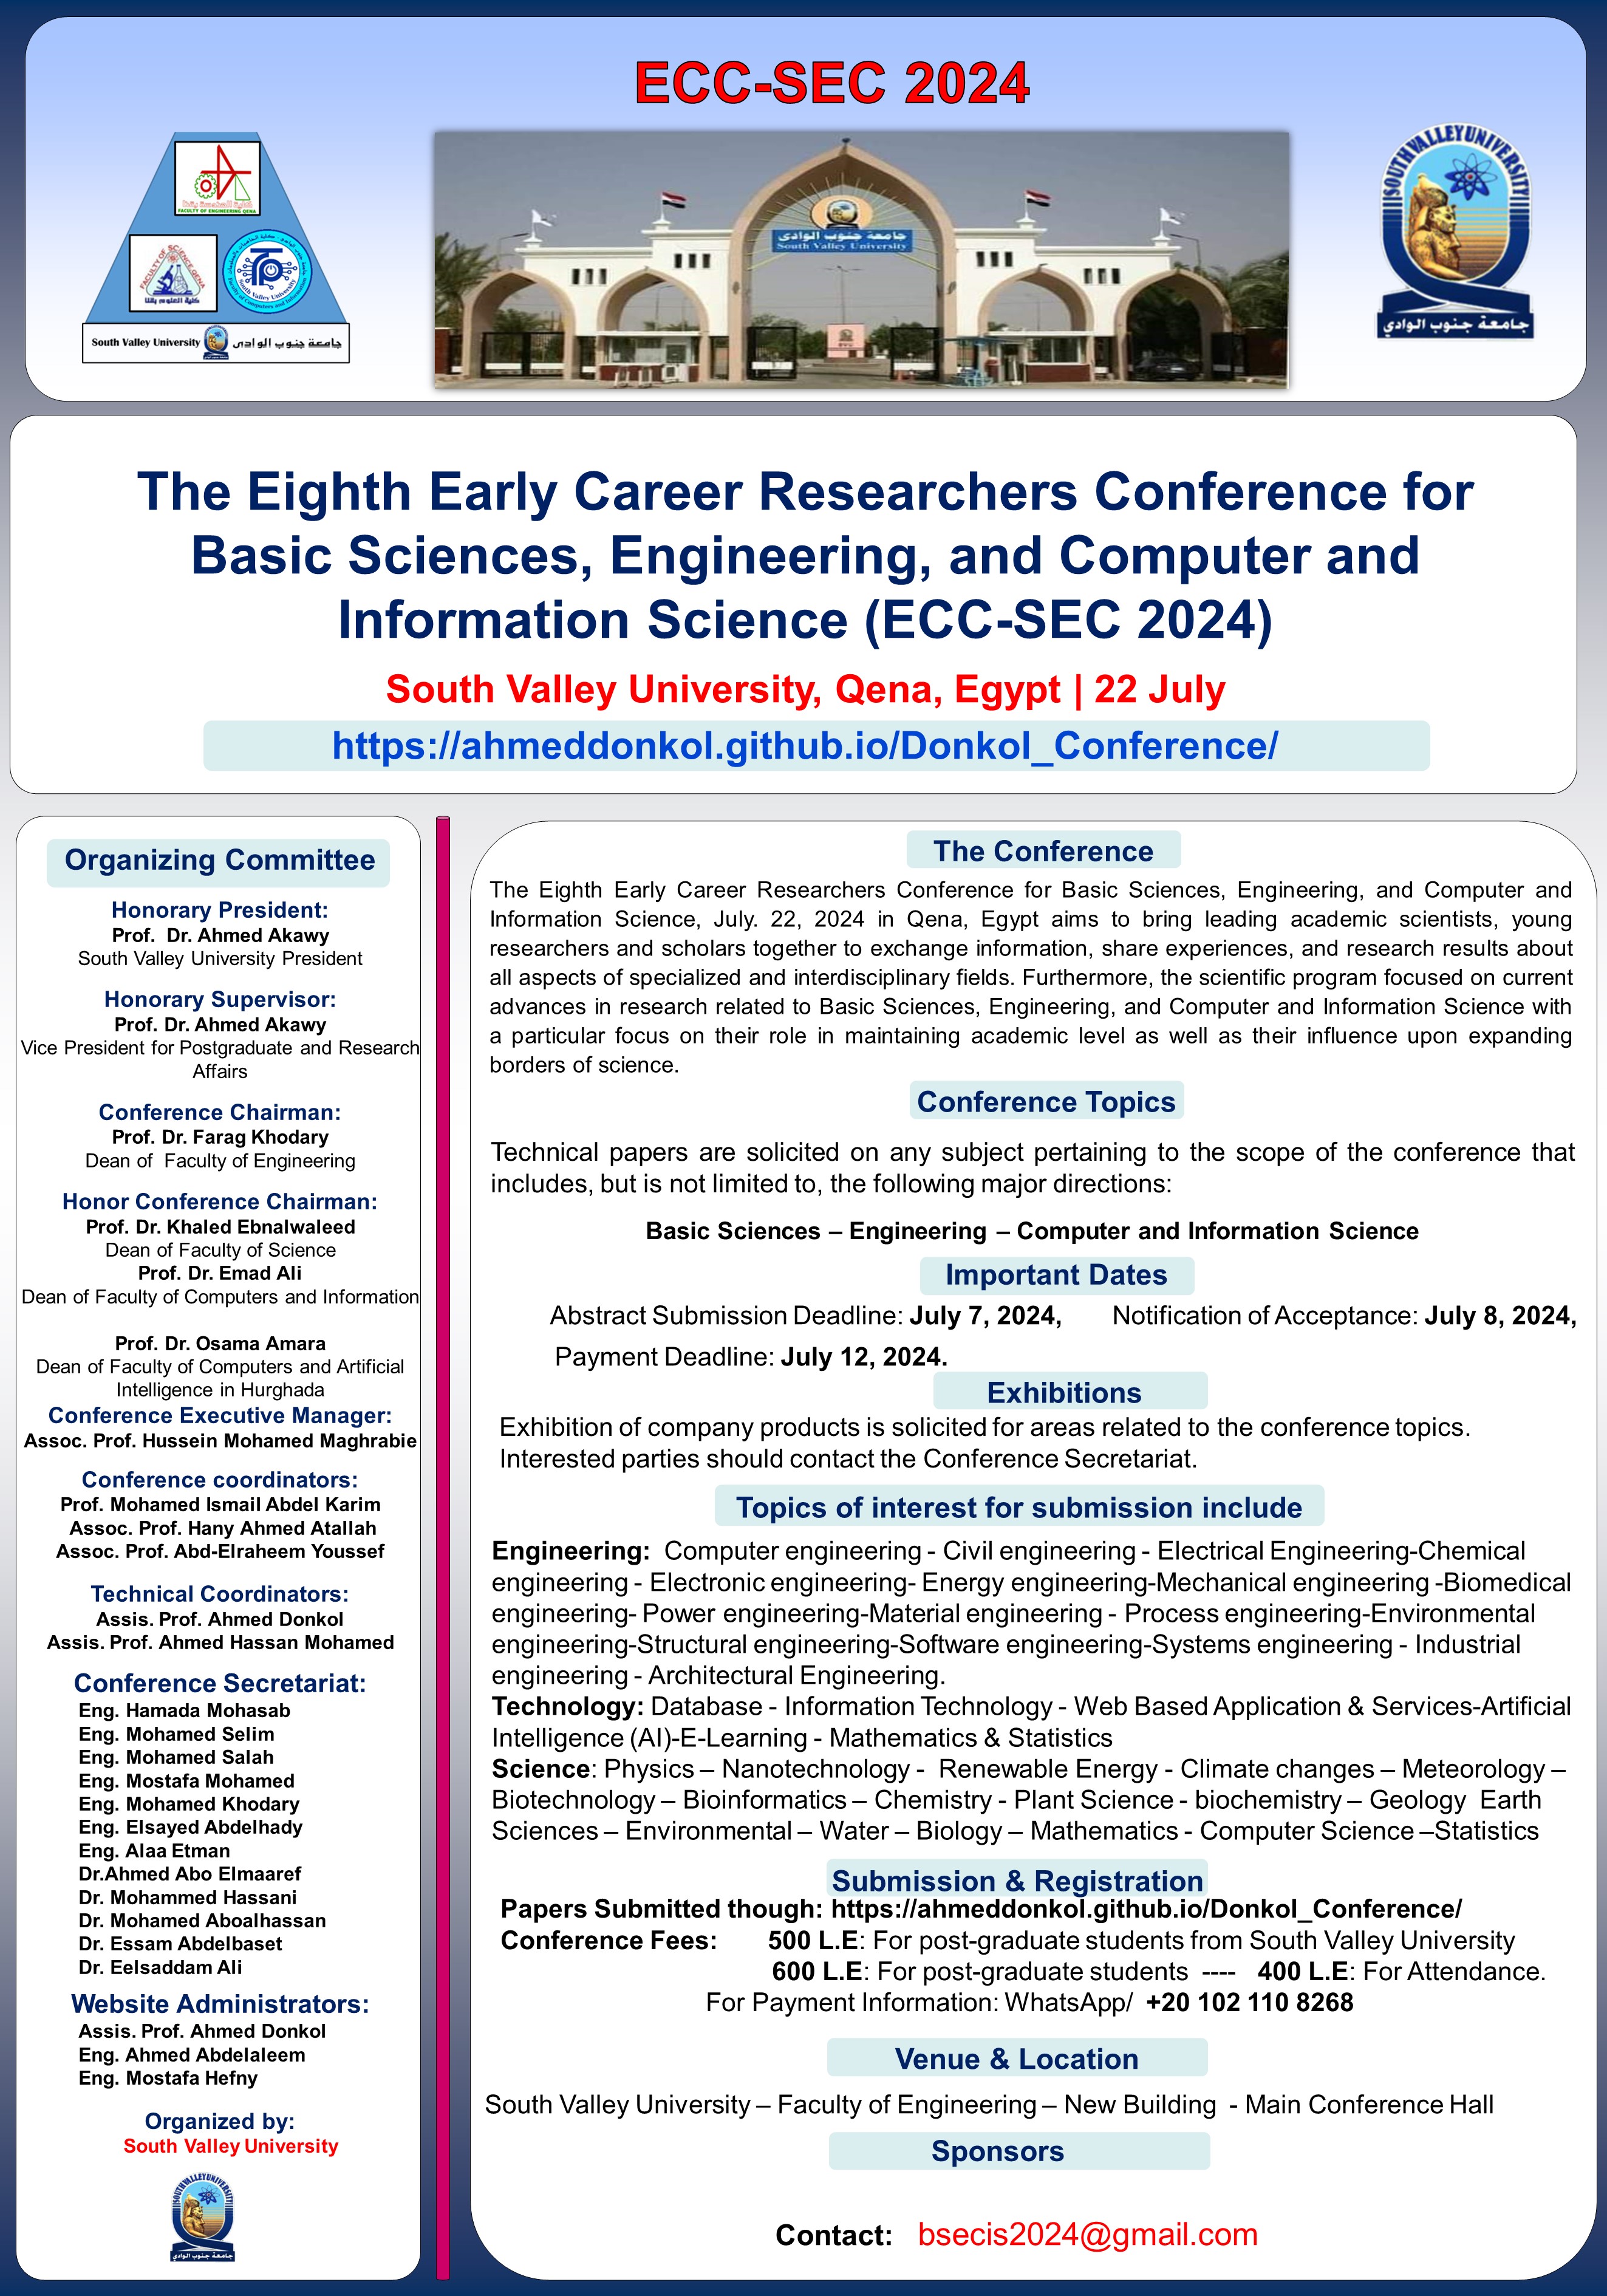 ECC-SEC 2024
FACULTY OF ENGINEERING QENA
FACULTY OF SCIENCE QENA
كلية العلوم بقنا
South Valley University
جامعة جنوب الوادى
جامعة جنوب الوادى
South Valley University
SOUTH VALLEY UNIVERSITY
جامعة جنوب الوادي
The Eighth Early Career Researchers Conference for
Basic Sciences, Engineering, and Computer and
Information Science (ECC-SEC 2024)
South Valley University, Qena, Egypt | 22 July
https://ahmeddonkol.github.io/Donkol_Conference/
Organizing Committee
Honorary President:
Prof. Dr. Ahmed Akawy
South Valley University President
Honorary Supervisor:
Prof. Dr. Ahmed Akawy
Vice President for Postgraduate and Research
Affairs
Conference Chairman:
Prof. Dr. Farag Khodary
Dean of Faculty of Engineering
Honor Conference Chairman:
Prof. Dr. Khaled Ebnalwaleed
Dean of Faculty of Science
Prof. Dr. Emad Ali
Dean of Faculty of Computers and Information
Prof. Dr. Osama Amara
Dean of Faculty of Computers and Artificial
Intelligence in Hurghada
Conference Executive Manager:
Assoc. Prof. Hussein Mohamed Maghrabie
Conference coordinators:
Prof. Mohamed Ismail Abdel Karim
Assoc. Prof. Hany Ahmed Atallah
Assoc. Prof. Abd-Elraheem Youssef
Technical Coordinators:
Assis. Prof. Ahmed Donkol
Assis. Prof. Ahmed Hassan Mohamed
Conference Secretariat:
Eng. Hamada Mohasab
Eng. Mohamed Selim
Eng. Mohamed Salah
Eng. Mostafa Mohamed
Eng. Mohamed Khodary
Eng. Elsayed Abdelhady
Eng. Alaa Etman
Dr.Ahmed Abo Elmaaref
Dr. Mohammed Hassani
Dr. Mohamed Aboalhassan
Dr. Essam Abdelbaset
Dr. Eelsaddam Ali
Website Administrators:
Assis. Prof. Ahmed Donkol
Eng. Ahmed Abdelaleem
Eng. Mostafa Hefny
Organized by:
South Valley University
SOUTH VALLEY UNIVERSITY
جامعة جنوب الوادي
The Conference
The Eighth Early Career Researchers Conference for Basic Sciences, Engineering, and Computer and
Information Science, July. 22, 2024 in Qena, Egypt aims to bring leading academic scientists, young
researchers and scholars together to exchange information, share experiences, and research results about
all aspects of specialized and interdisciplinary fields. Furthermore, the scientific program focused on current
advances in research related to Basic Sciences, Engineering, and Computer and Information Science with
a particular focus on their role in maintaining academic level as well as their influence upon expanding
borders of science.
Conference Topics
Technical papers are solicited on any subject pertaining to the scope of the conference that
includes, but is not limited to, the following major directions:
Basic Sciences – Engineering – Computer and Information Science
Important Dates
Abstract Submission Deadline: July 7, 2024, Notification of Acceptance: July 8, 2024,
Payment Deadline: July 12, 2024.
Exhibitions
Exhibition of company products is solicited for areas related to the conference topics.
Interested parties should contact the Conference Secretariat.
Topics of interest for submission include
Engineering: Computer engineering - Civil engineering - Electrical Engineering-Chemical
engineering - Electronic engineering- Energy engineering-Mechanical engineering -Biomedical
engineering- Power engineering-Material engineering - Process engineering-Environmental
engineering-Structural engineering-Software engineering-Systems engineering - Industrial
engineering - Architectural Engineering.
Technology: Database - Information Technology - Web Based Application & Services-Artificial
Intelligence (AI)-E-Learning - Mathematics & Statistics
Science: Physics – Nanotechnology - Renewable Energy - Climate changes – Meteorology –
Biotechnology – Bioinformatics – Chemistry - Plant Science - biochemistry – Geology Earth
Sciences – Environmental – Water – Biology – Mathematics - Computer Science –Statistics
Submission & Registration
Papers Submitted though: https://ahmeddonkol.github.io/Donkol_Conference/
Conference Fees: 500 L.E: For post-graduate students from South Valley University
600 L.E: For post-graduate students ---- 400 L.E: For Attendance.
For Payment Information: WhatsApp/ +20 102 110 8268
Venue & Location
South Valley University – Faculty of Engineering – New Building - Main Conference Hall
Sponsors
Contact: bsecis2024@gmail.com